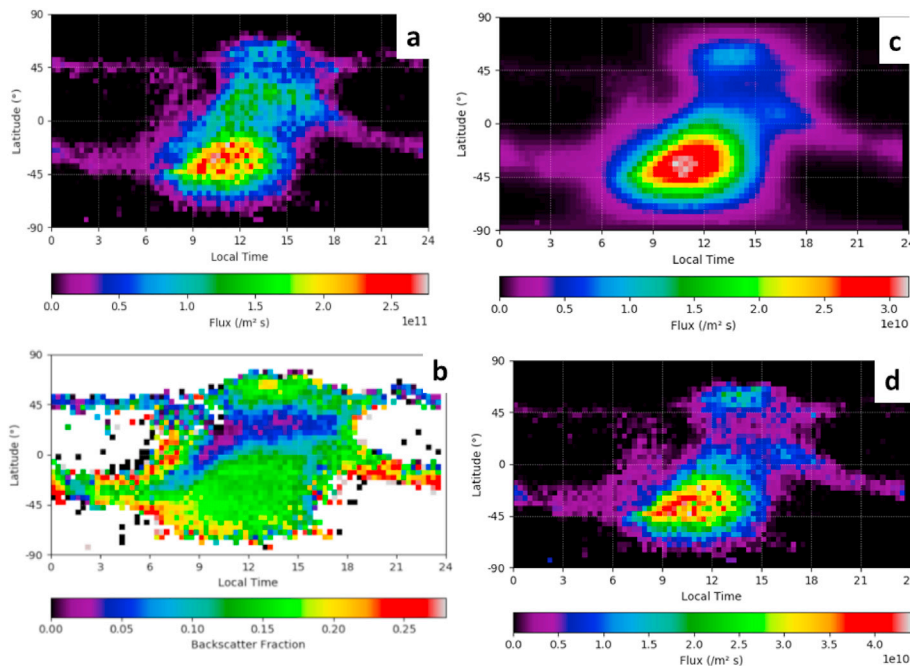 a
90
45
0
-45
-90
Latitude (°)
0 3 6 9 12 15 18 21 24
Local Time
0.0 0.5 1.0 1.5 2.0 2.5
1e11
Flux (/m² s)
c
90
45
0
-45
-90
Latitude (°)
0 3 6 9 12 15 18 21 24
Local Time
0.0 0.5 1.0 1.5 2.0 2.5 3.0
1e10
Flux (/m² s)
b
90
45
0
-45
-90
Latitude (°)
0 3 6 9 12 15 18 21 24
Local Time
0.00 0.05 0.10 0.15 0.20 0.25
Backscatter Fraction
d
90
45
0
-45
-90
Latitude (°)
0 3 6 9 12 15 18 21 24
Local Time
0.0 0.5 1.0 1.5 2.0 2.5 3.0 3.5 4.0
1e10
Flux (/m² s)